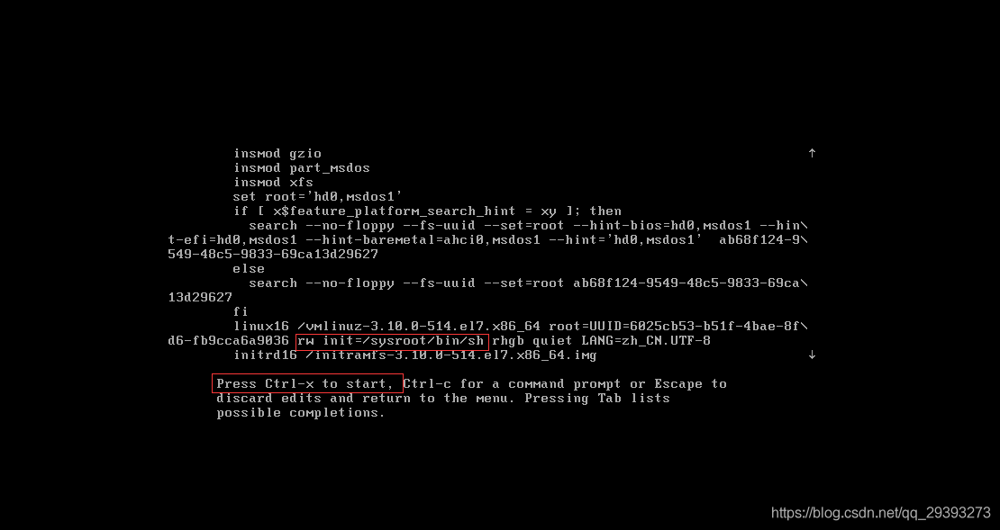 insmod gzio
insmod part_msdos
insmod xfs
set root='hd0,msdos1'
if [ x$feature_platform_search_hint = xy ]; then
search --no-floppy --fs-uuid --set=root --hint-bios=hd0,msdos1 --hin\
t-efi=hd0,msdos1 --hint-baremetal=ahci0,msdos1 --hint='hd0,msdos1'  ab68f124-9\
549-48c5-9833-69ca13d29627
else
search --no-floppy --fs-uuid --set=root ab68f124-9549-48c5-9833-69ca\
13d29627
fi
linux16 /vmlinuz-3.10.0-514.el7.x86_64 root=UUID=6025cb53-b51f-4bae-8f\
d6-fb9cca6a9036 rw init=/sysroot/bin/sh rhgb quiet LANG=zh_CN.UTF-8
initrd16 /initramfs-3.10.0-514.el7.x86_64.img
Press Ctrl-x to start, Ctrl-c for a command prompt or Escape to
discard edits and return to the menu. Pressing Tab lists
possible completions.
https://blog.csdn.net/qq_29393273